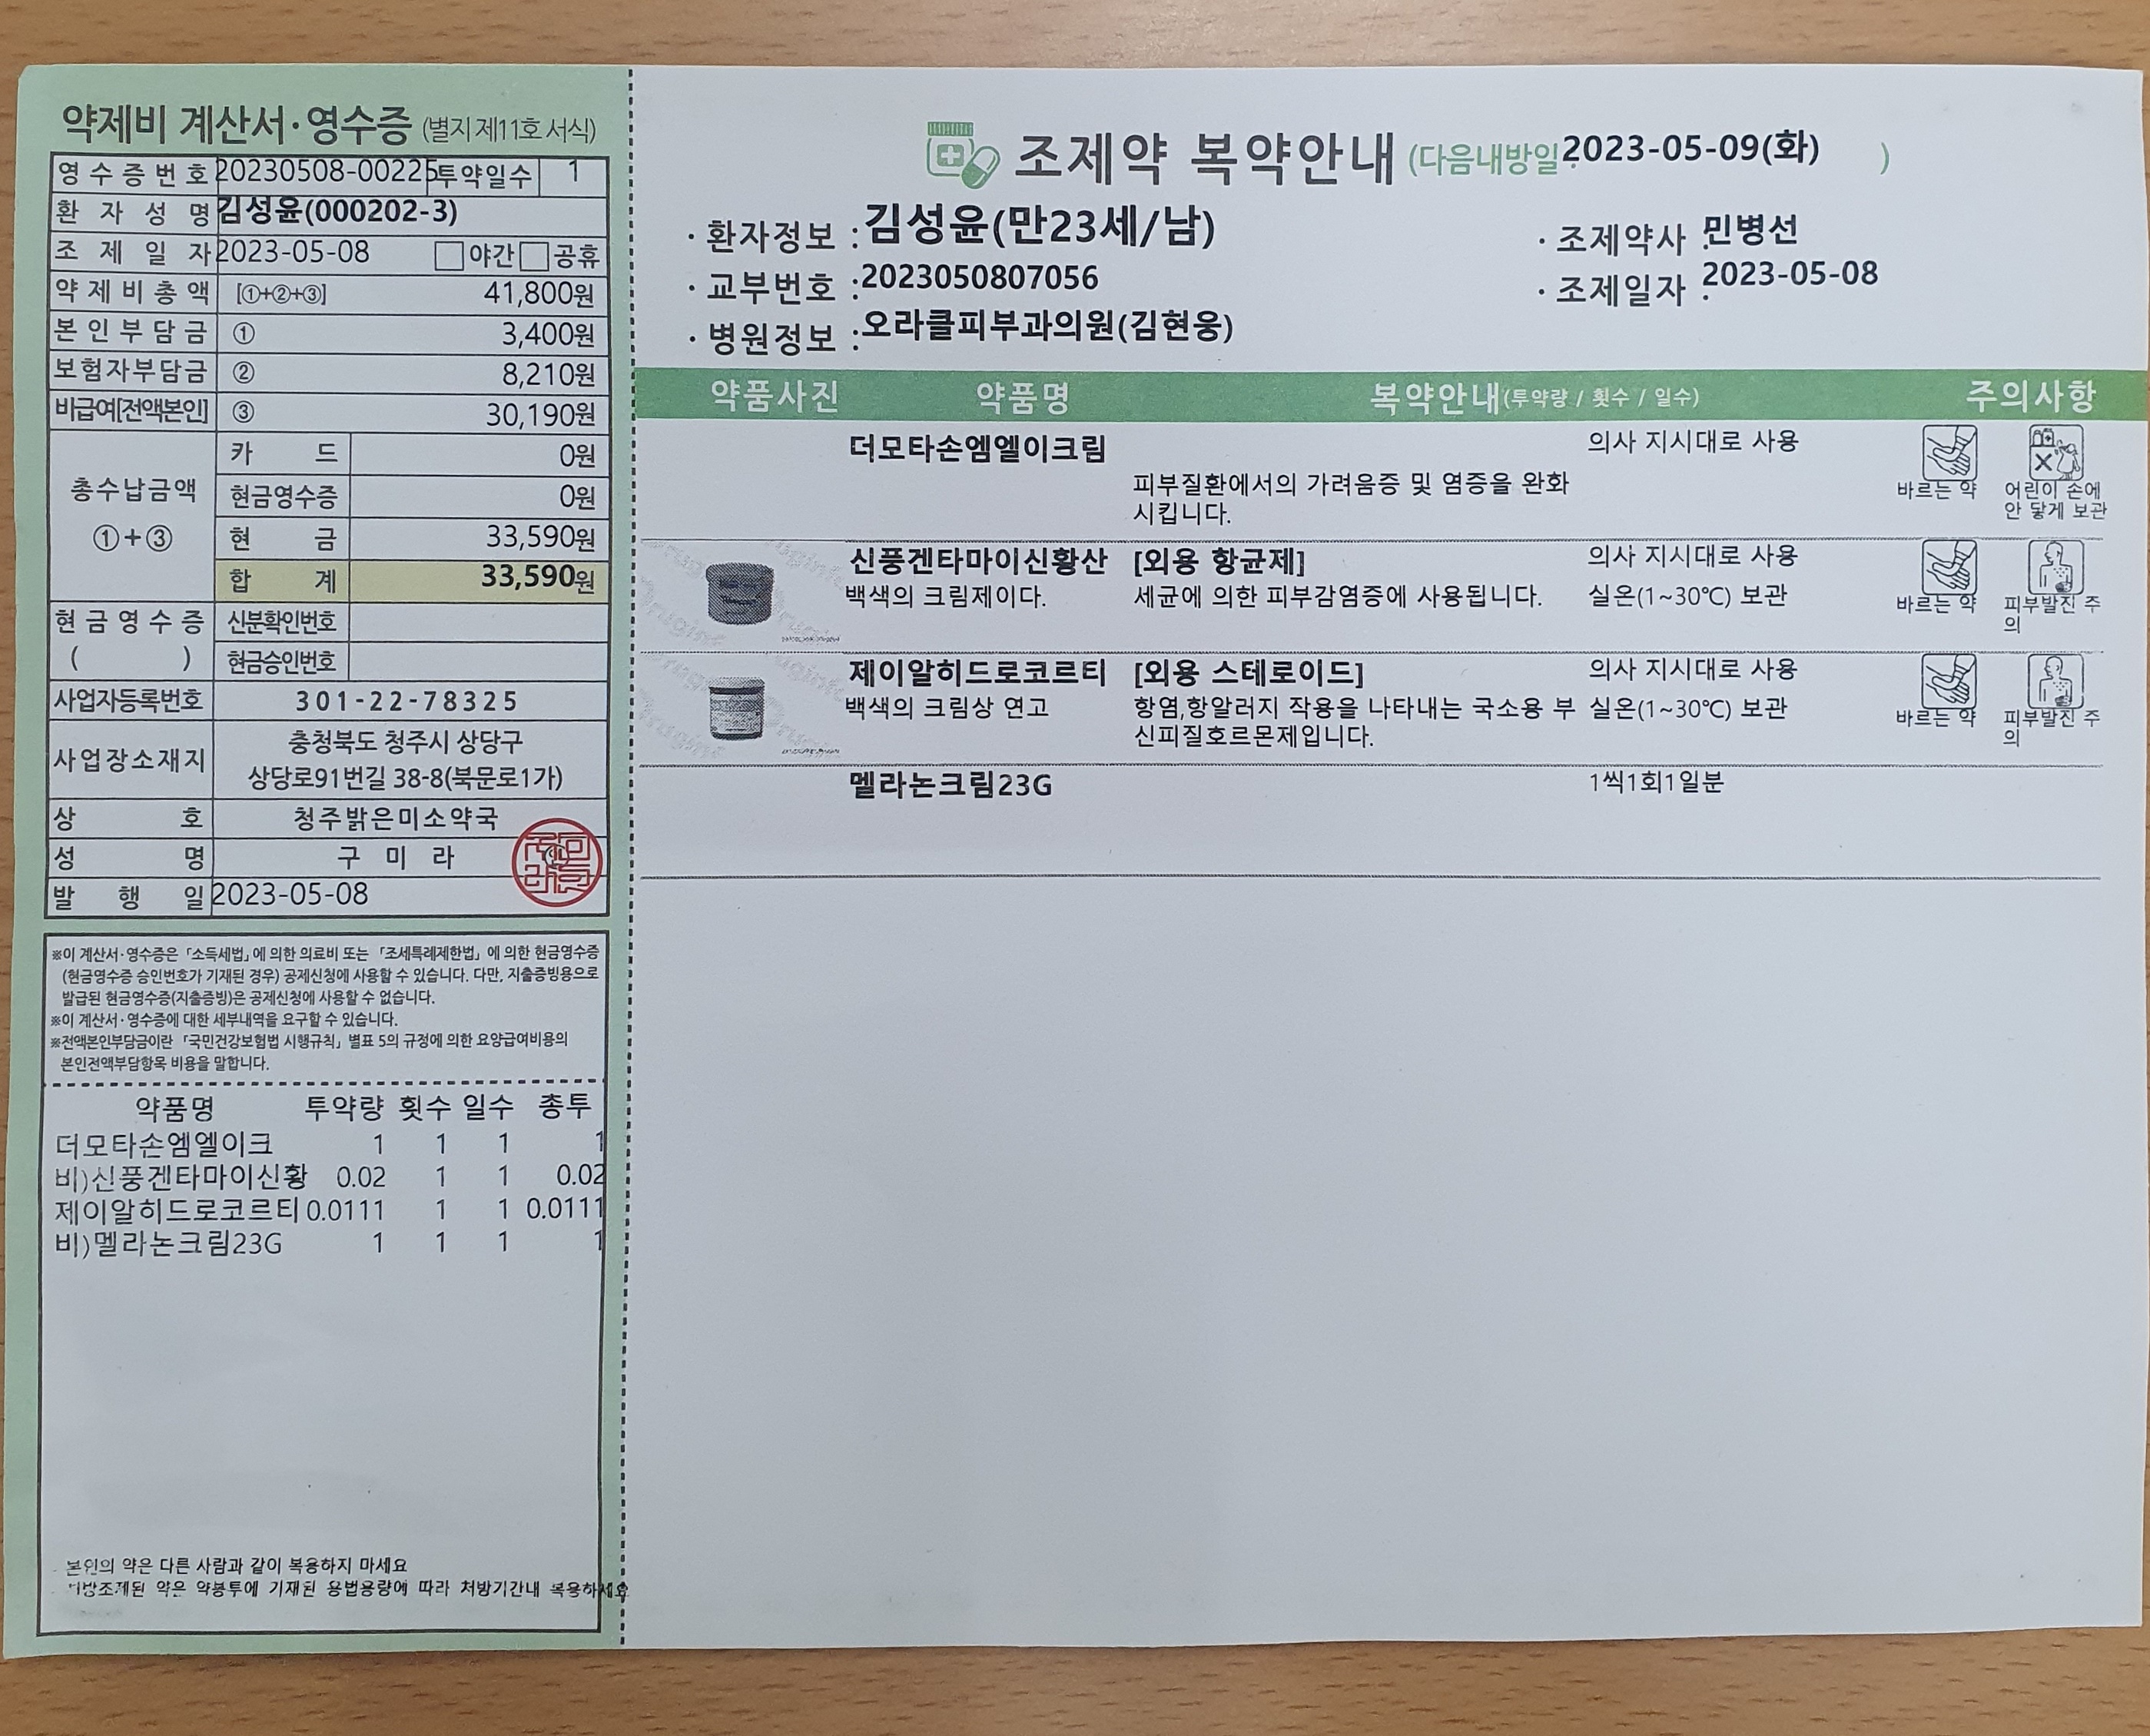 약제비 계산서·영수증 (별지 제11호 서식)
영수증번호 20230508-00225 투약일수 1
환자성명 김성윤(000202-3)
조제일자 2023-05-08 야간 공휴
약제비총액 [①+②+③] 41,800원
본인부담금 ① 3,400원
보험자부담금 ② 8,210원
비급여[전액본인] ③ 30,190원
총수납금액 ①+③
카드 0원
현금영수증 0원
현금 33,590원
합계 33,590원
현금영수증 ( )
신분확인번호
현금승인번호
사업자등록번호 301-22-78325
사업장소재지 충청북도 청주시 상당구
상당로91번길 38-8(북문로1가)
상호 청주밝은미소약국
성명 구 미 라
발행일 2023-05-08
※이 계산서·영수증은 「소득세법」에 의한 의료비 또는 「조세특례제한법」에 의한 현금영수증
(현금영수증 승인번호가 기재된 경우) 공제신청에 사용할 수 있습니다. 다만, 지출증빙용으로
발급된 현금영수증(지출증빙)은 공제신청에 사용할 수 없습니다.
※이 계산서·영수증에 대한 세부내역을 요구할 수 있습니다.
※전액본인부담금이란 「국민건강보험법 시행규칙」 별표 5의 규정에 의한 요양급여비용의
본인전액부담항목 비용을 말합니다.
약품명 투약량 횟수 일수 총투
더모타손엠엘이크 1 1 1 1
비)신풍겐타마이신황 0.02 1 1 0.02
제이알히드로코르티 0.0111 1 1 0.0111
비)멜라논크림23G 1 1 1 1
본인의 약은 다른 사람과 같이 복용하지 마세요
약은 약봉투에 기재된 용법용량에 따라 처방기간내 복용하세요
조제약 복약안내 (다음내방일: 2023-05-09(화) )
· 환자정보 : 김성윤(만23세/남)
· 조제약사 : 민병선
· 교부번호 : 2023050807056
· 조제일자 : 2023-05-08
· 병원정보 : 오라클피부과의원(김현웅)
약품사진 약품명 복약안내(투약량 / 횟수 / 일수) 주의사항
더모타손엠엘이크림 의사 지시대로 사용
피부질환에서의 가려움증 및 염증을 완화
시킵니다.
바르는 약
어린이 손에
안 닿게 보관
신풍겐타마이신황산 [외용 항균제] 의사 지시대로 사용
백색의 크림제이다. 세균에 의한 피부감염증에 사용됩니다. 실온(1~30℃) 보관
바르는 약
피부발진 주
의
제이알히드로코르티 [외용 스테로이드] 의사 지시대로 사용
백색의 크림상 연고 항염,항알러지 작용을 나타내는 국소용 부 실온(1~30℃) 보관
신피질호르몬제입니다.
바르는 약
피부발진 주
의
멜라논크림23G 1씩1회1일분